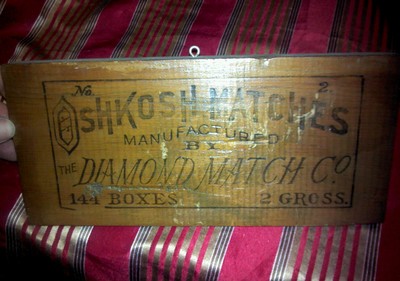 No. 2.
OSHKOSH MATCHES
MANUFACTURED
BY
THE DIAMOND MATCH CO
144 BOXES 2 GROSS.